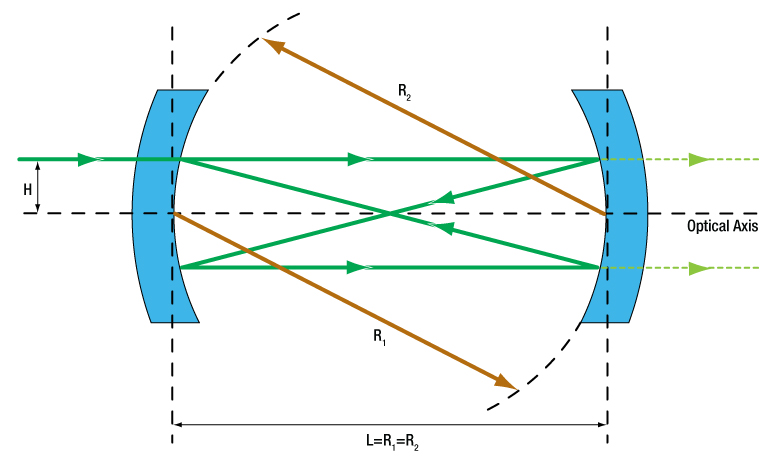 R₂
H
Optical Axis
R₁
L=R₁=R₂